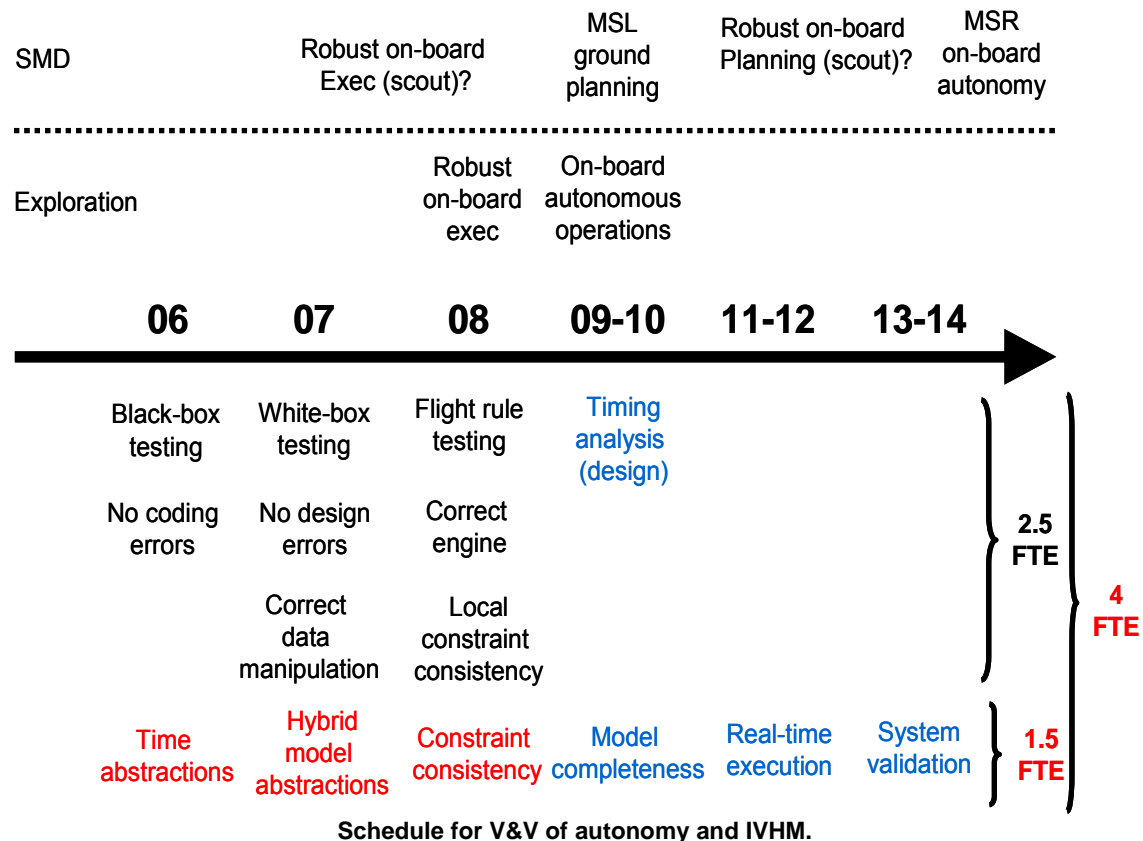 SMD
Robust on-board
Exec (scout)?
MSL
ground
planning
Robust on-board
Planning (scout)?
MSR
on-board
autonomy
Exploration
Robust
on-board
exec
On-board
autonomous
operations
06
07
08
09-10
11-12
13-14
Black-box
testing
White-box
testing
Flight rule
testing
Timing
analysis
(design)
No coding
errors
No design
errors
Correct
engine
2.5
FTE
Correct
data
manipulation
Local
constraint
consistency
4
FTE
Time
abstractions
Hybrid
model
abstractions
Constraint
consistency
Model
completeness
Real-time
execution
System
validation
1.5
FTE
Schedule for V&V of autonomy and IVHM.